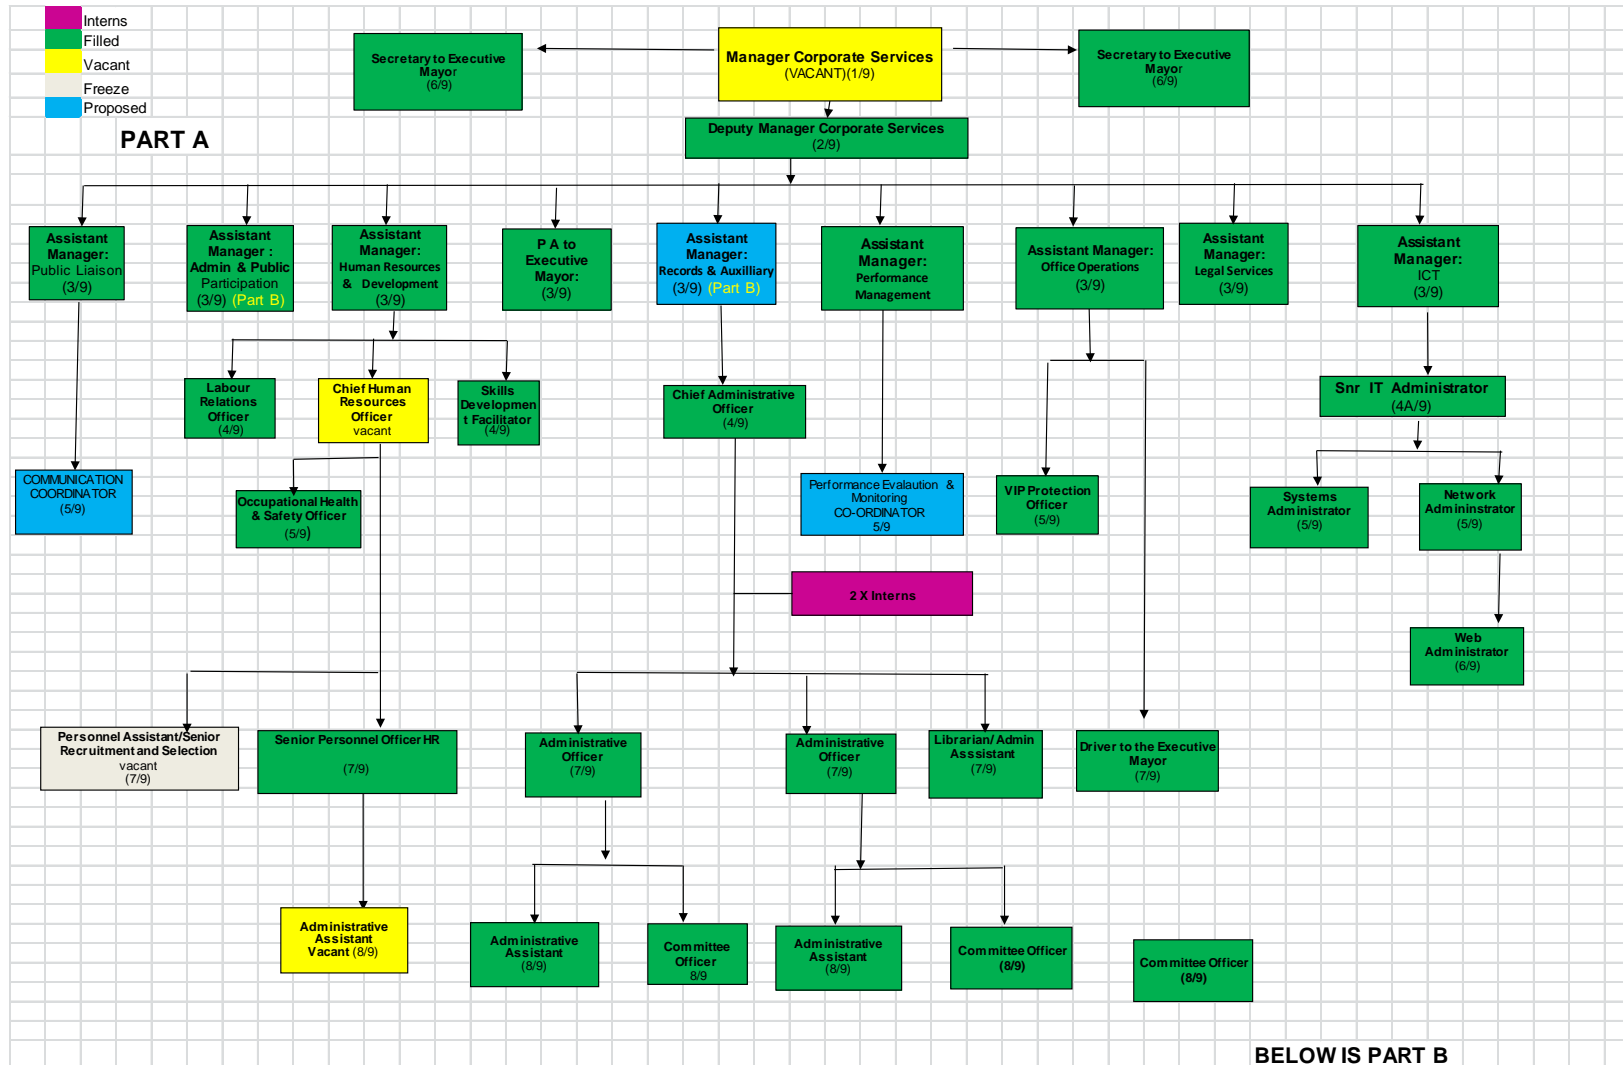 Interns
Filled
Vacant
Freeze
Proposed
PART A
Secretary to Executive
Mayor
(6/9)
Manager Corporate Services
(VACANT)(1/9)
Secretary to Executive
Mayor
(6/9)
Deputy Manager Corporate Services
(2/9)
Assistant
Manager:
Public Liaison
(3/9)
Assistant
Manager :
Admin & Public
Participation
(3/9) (Part B)
Assistant
Manager:
Human Resources
& Development
(3/9)
P A to
Executive
Mayor:
(3/9)
Assistant
Manager:
Records & Auxilliary
(3/9) (Part B)
Assistant
Manager:
Performance
Management
Assistant Manager:
Office Operations
(3/9)
Assistant
Manager:
Legal Services
(3/9)
Assistant
Manager:
ICT
(3/9)
Labour
Relations
Officer
(4/9)
Chief Human
Resources
Officer
vacant
Skills
Developmen
t Facilitator
(4/9)
Chief Administrative
Officer
(4/9)
Snr IT Administrator
(4A/9)
COMMUNICATION
COORDINATOR
(5/9)
Occupational Health
& Safety Officer
(5/9)
Performance Evalaution &
Monitoring
CO-ORDINATOR
5/9
VIP Protection
Officer
(5/9)
Systems
Administrator
(5/9)
Network
Admininstrator
(5/9)
2 X Interns
Web
Administrator
(6/9)
Personnel Assistant/Senior
Recruitment and Selection
vacant
(7/9)
Senior Personnel Officer HR
(7/9)
Administrative
Officer
(7/9)
Administrative
Officer
(7/9)
Librarian/ Admin
Asssistant
(7/9)
Driver to the Executive
Mayor
(7/9)
Administrative
Assistant
Vacant (8/9)
Administrative
Assistant
(8/9)
Committee
Officer
8/9
Administrative
Assistant
(8/9)
Committee Officer
(8/9)
Committee Officer
(8/9)
BELOW IS PART B